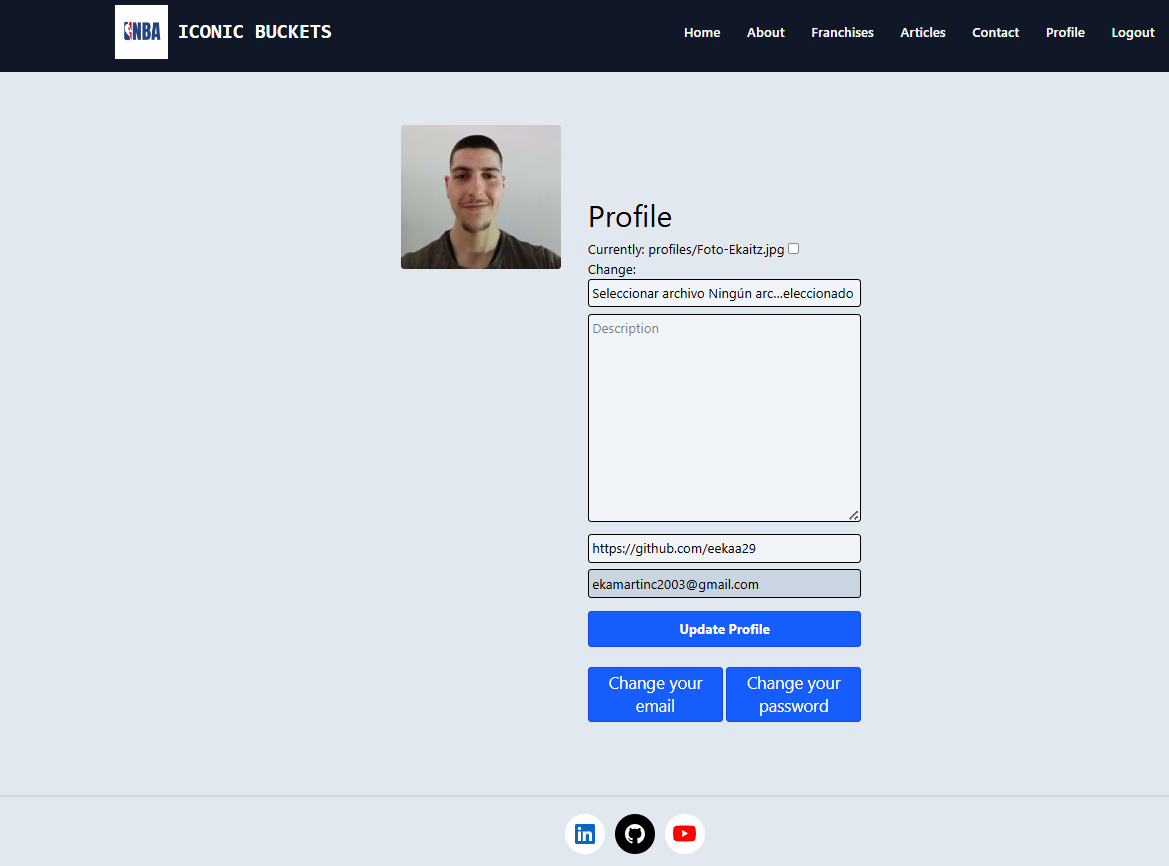 NBA
ICONIC BUCKETS
Home About Franchises Articles Contact Profile Logout
Profile
Currently: profiles/Foto-Ekaitz.jpg
Change:
Seleccionar archivo Ningún arc...eleccionado
Description
https://github.com/eekaa29
ekamartinc2003@gmail.com
Update Profile
Change your
email
Change your
password
in